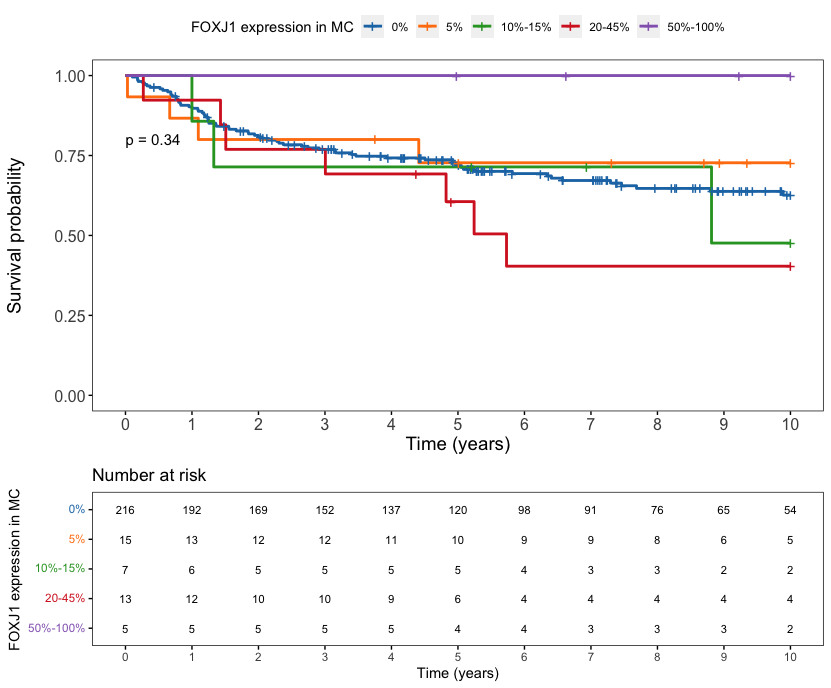 FOXJ1 expression in MC 0% 5% 10%-15% 20-45% 50%-100%
Survival probability
1.00
0.75
0.50
0.25
0.00
p = 0.34
0 1 2 3 4 5 6 7 8 9 10
Time (years)
Number at risk
FOXJ1 expression in MC
0% 216 192 169 152 137 120 98 91 76 65 54
5% 15 13 12 12 11 10 9 9 8 6 5
10%-15% 7 6 5 5 5 5 4 3 3 2 2
20-45% 13 12 10 10 9 6 4 4 4 4 4
50%-100% 5 5 5 5 5 4 4 3 3 3 2
0 1 2 3 4 5 6 7 8 9 10
Time (years)